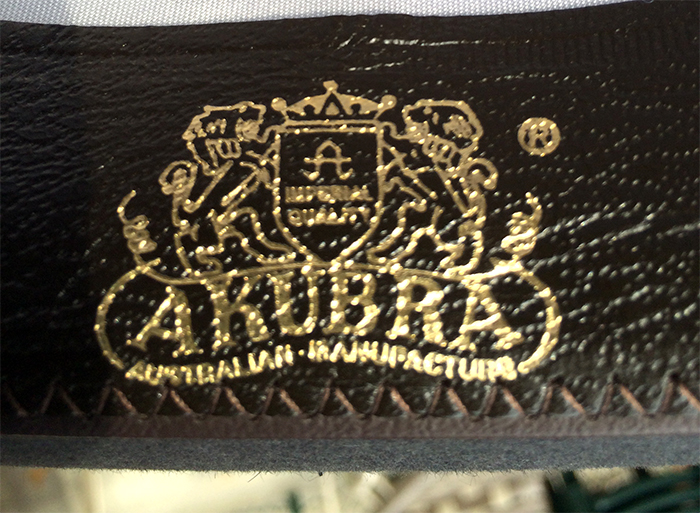 ®
A
IMPERIAL
QUALITY
AKUBRA
AUSTRALIAN · MANUFACTURE